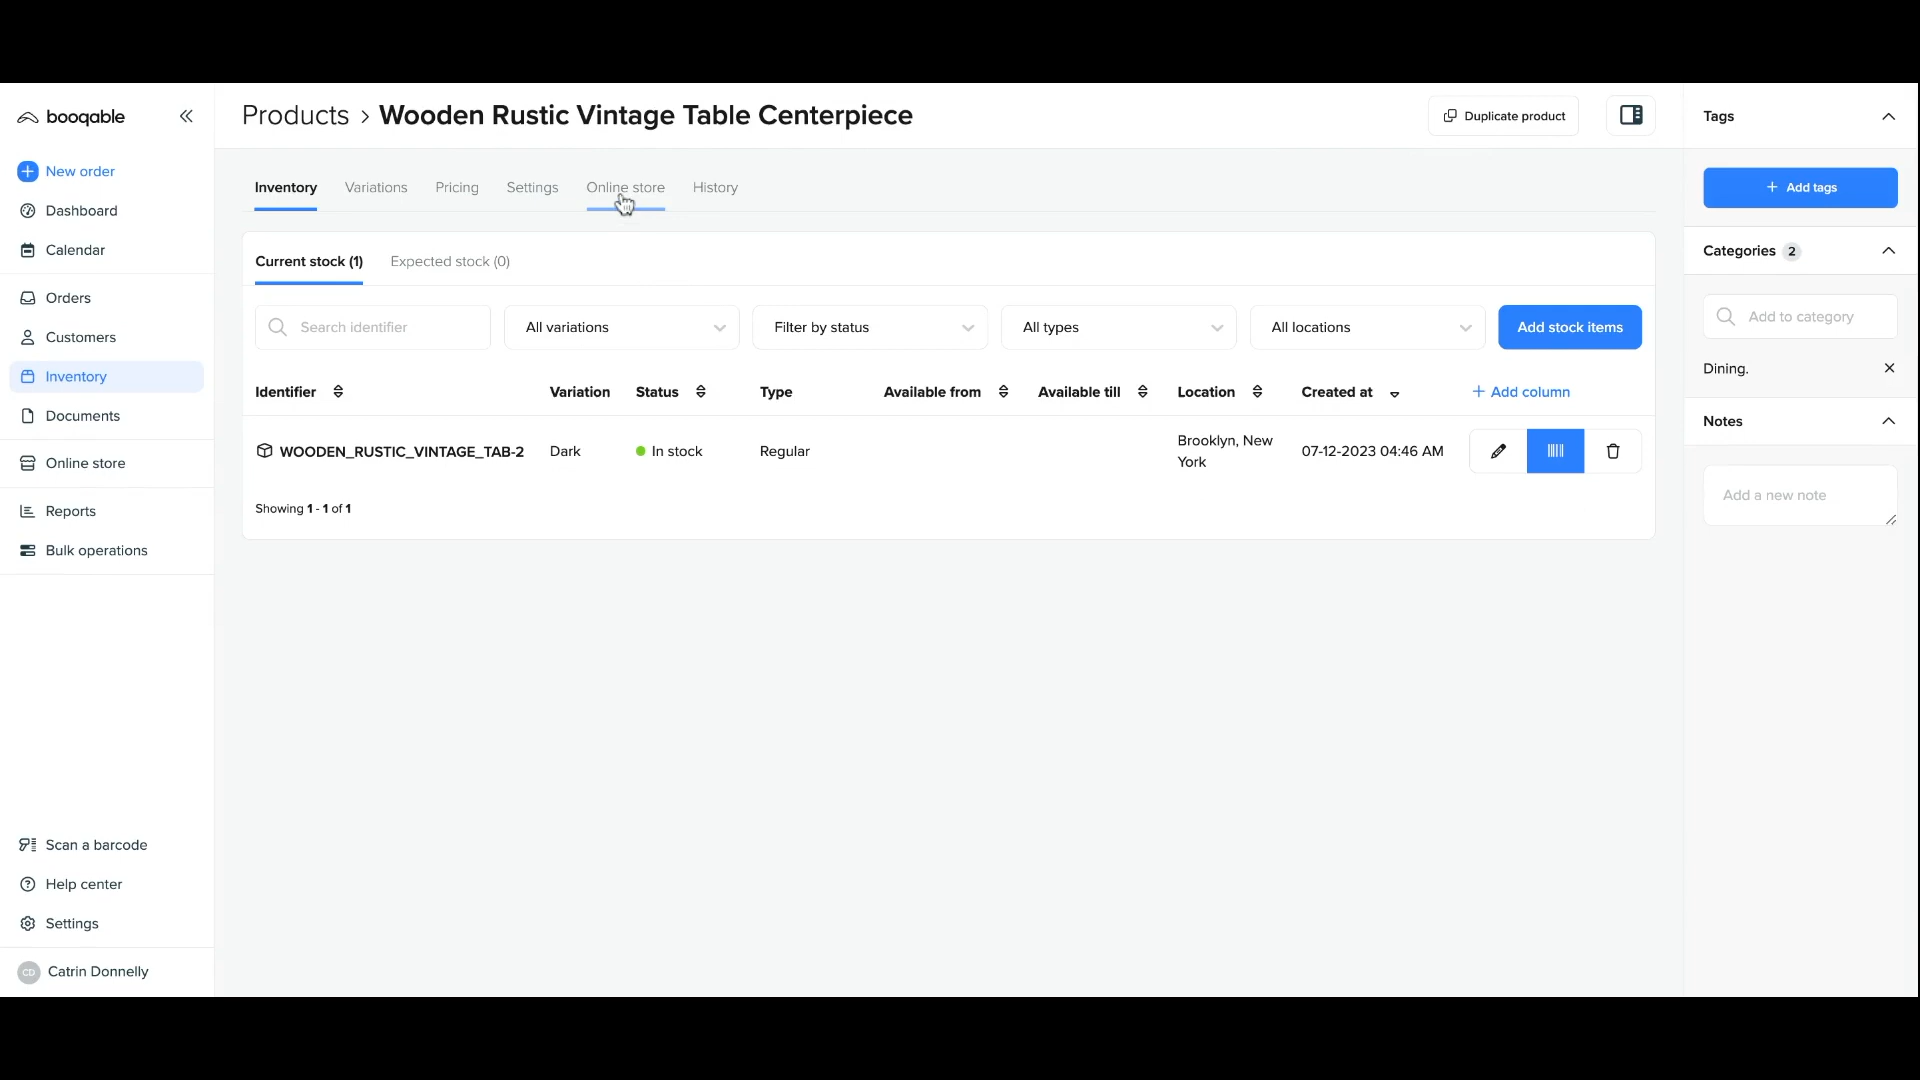 booqable
Products > Wooden Rustic Vintage Table Centerpiece
Duplicate product
Tags
New order
Dashboard
Calendar
Orders
Customers
Inventory
Documents
Online store
Reports
Bulk operations
Scan a barcode
Help center
Settings
CD Catrin Donnelly
Inventory Variations Pricing Settings Online store History
Current stock (1) Expected stock (0)
Search identifier All variations Filter by status All types All locations Add stock items
Identifier Variation Status Type Available from Available till Location Created at + Add column
WOODEN_RUSTIC_VINTAGE_TAB-2 Dark In stock Regular Brooklyn, New York 07-12-2023 04:46 AM
Showing 1 - 1 of 1
+ Add tags
Categories 2
Add to category
Dining.
Notes
Add a new note